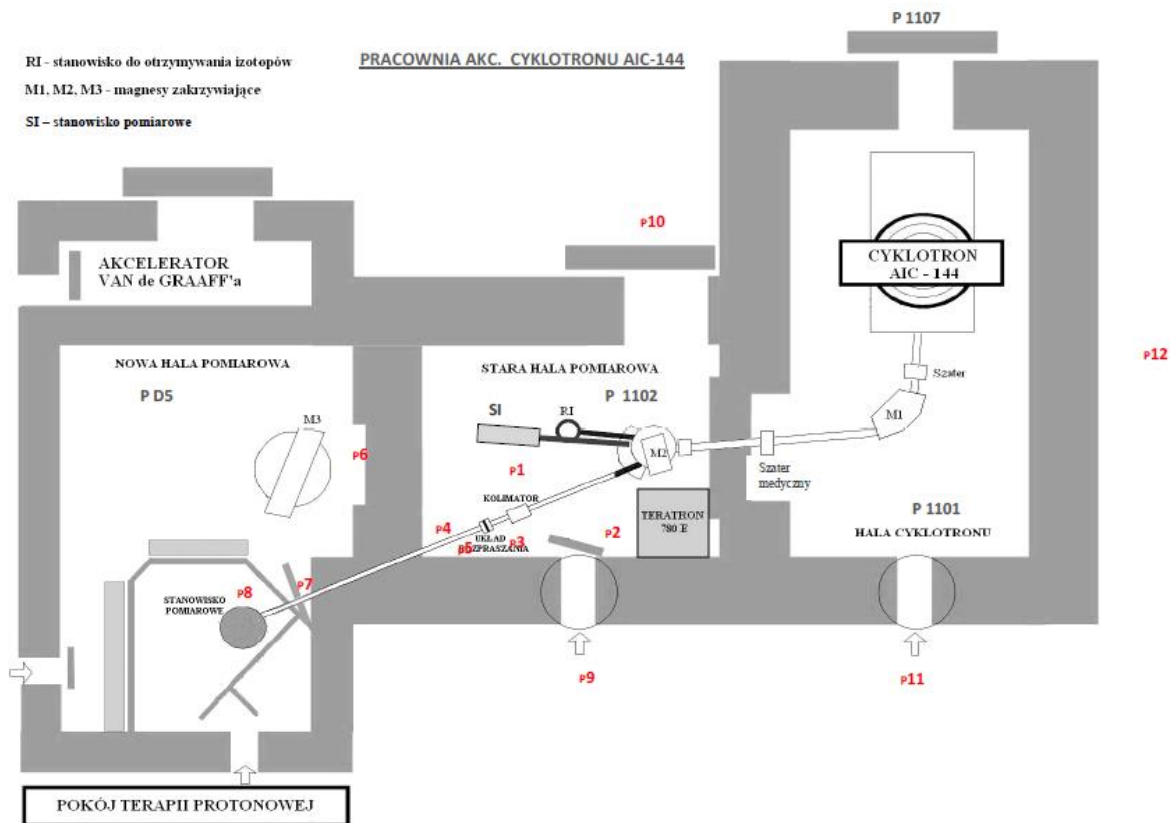 P 1107
PRACOWNIA AKC. CYKLOTRONU AIC-144
RI - stanowisko do otrzymywania izotopów
M1, M2, M3 - magnesy zakrzywiające
SI – stanowisko pomiarowe
P10
AKCELERATOR
VAN de GRAAFF'a
CYKLOTRON
AIC - 144
NOWA HALA POMIAROWA
STARA HALA POMIAROWA
P12
Szater
P D5
SI
RI
P 1102
M3
M1
M2
P6
P1
Szater
medyczny
KOLIMATOR
TERATRON
780 E
P 1101
HALA CYKLOTRONU
P4
P2
P3
UKŁAD
ROZPRASZANIA
P5
P7
P8
STANOWISKO
POMIAROWE
P9
P11
POKÓJ TERAPII PROTONOWEJ